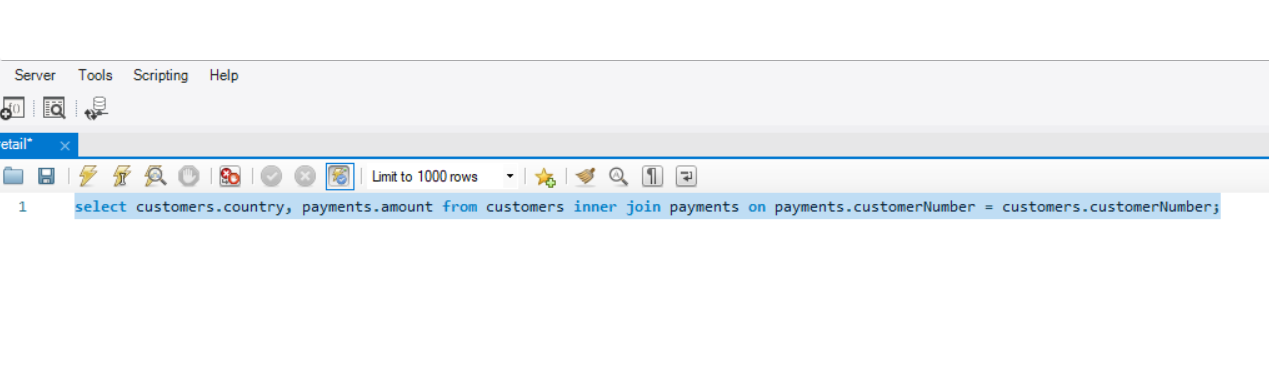 Server Tools Scripting Help
etail*
Limit to 1000 rows
1 select customers.country, payments.amount from customers inner join payments on payments.customerNumber = customers.customerNumber;